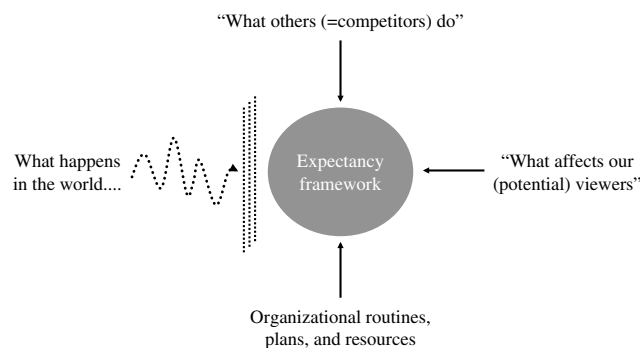 “What others (=competitors) do”
What happens
in the world....
Expectancy
framework
“What affects our
(potential) viewers”
Organizational routines,
plans, and resources